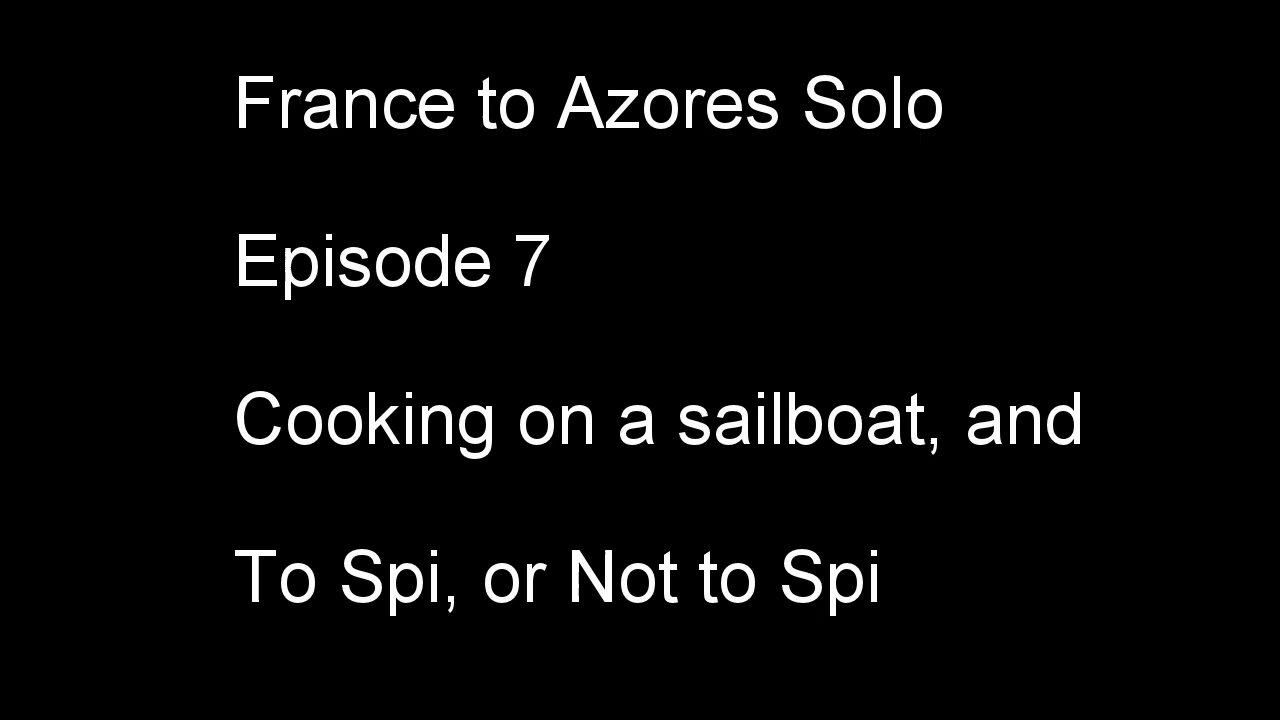 France to Azores Solo
Episode 7
Cooking on a sailboat, and
To Spi, or Not to Spi